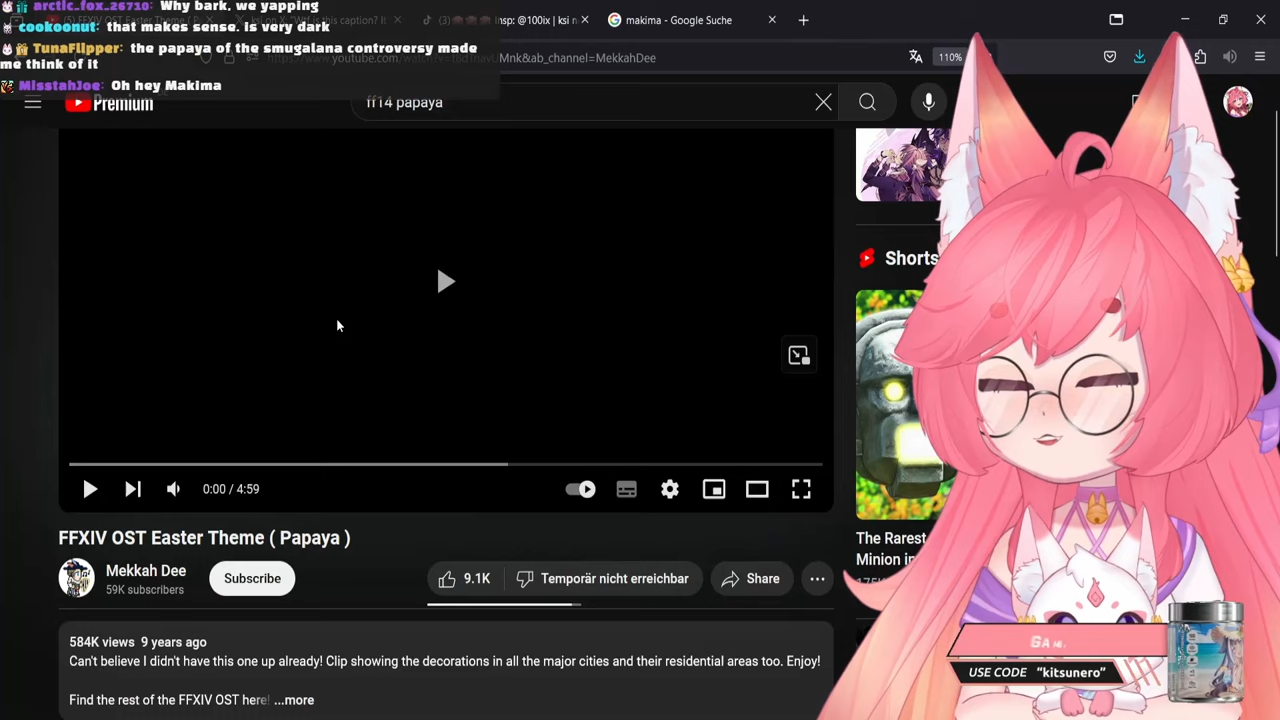 arctic_fox_26710: Why bark, we yapping
cookoonut: that makes sense. is very dark
TunaFlipper: the papaya of the smugalana controversy made
me think of it
MisstahJoe: Oh hey Makima
insp: @100ix | ksi n
makima - Google Suche
Mnk&ab_channel=MekkahDee
110%
Premium
ff14 papaya
Shorts
0:00 / 4:59
FFXIV OST Easter Theme ( Papaya )
Mekkah Dee
59K subscribers
Subscribe
9.1K
Temporär nicht erreichbar
Share
The Rarest
Minion in
584K views 9 years ago
Can't believe I didn't have this one up already! Clip showing the decorations in all the major cities and their residential areas too. Enjoy!
Find the rest of the FFXIV OST here! ...more
USE CODE "kitsunero"